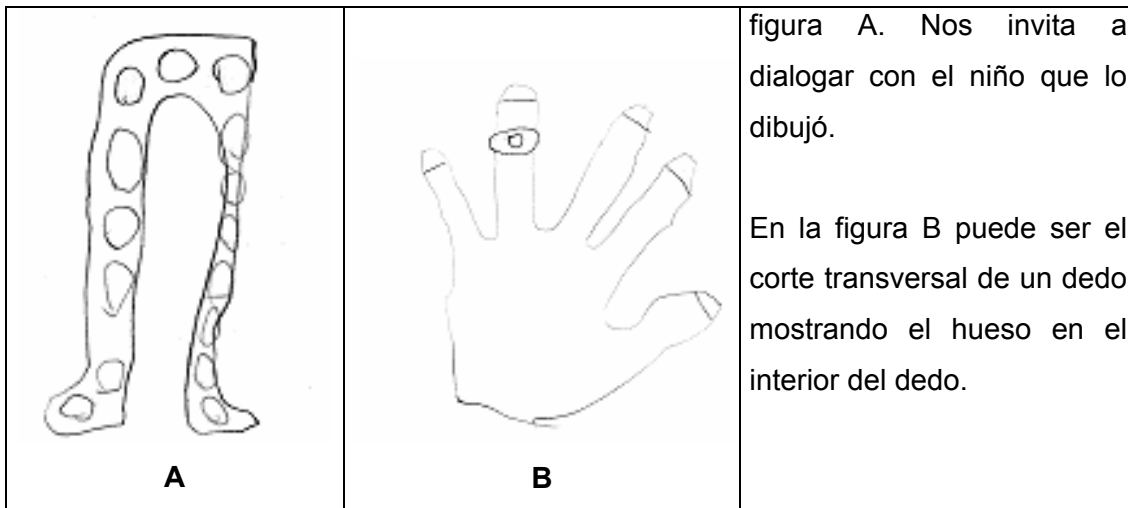 A
B
figura A. Nos invita a
dialogar con el niño que lo
dibujó.
En la figura B puede ser el
corte transversal de un dedo
mostrando el hueso en el
interior del dedo.